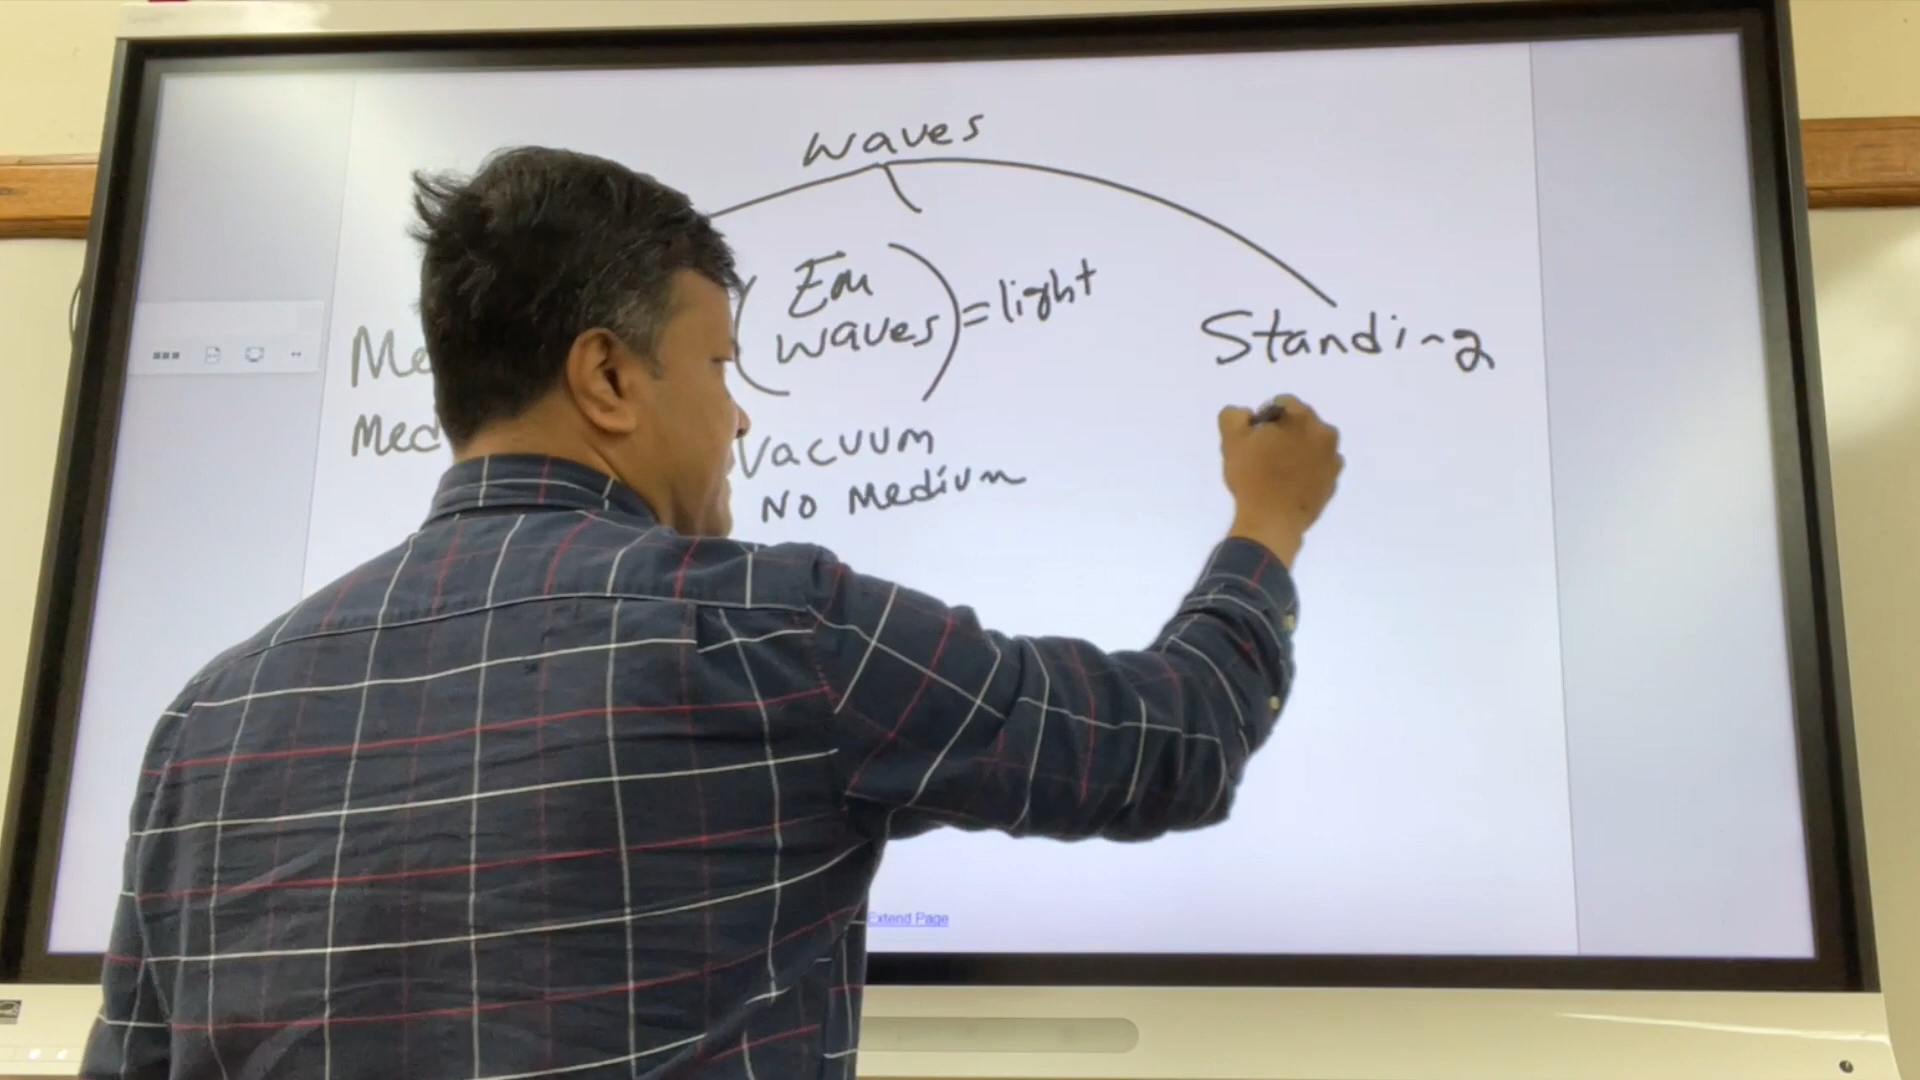 waves
Em
waves
= light
Standing
Vacuum
No Medium
Extend Page